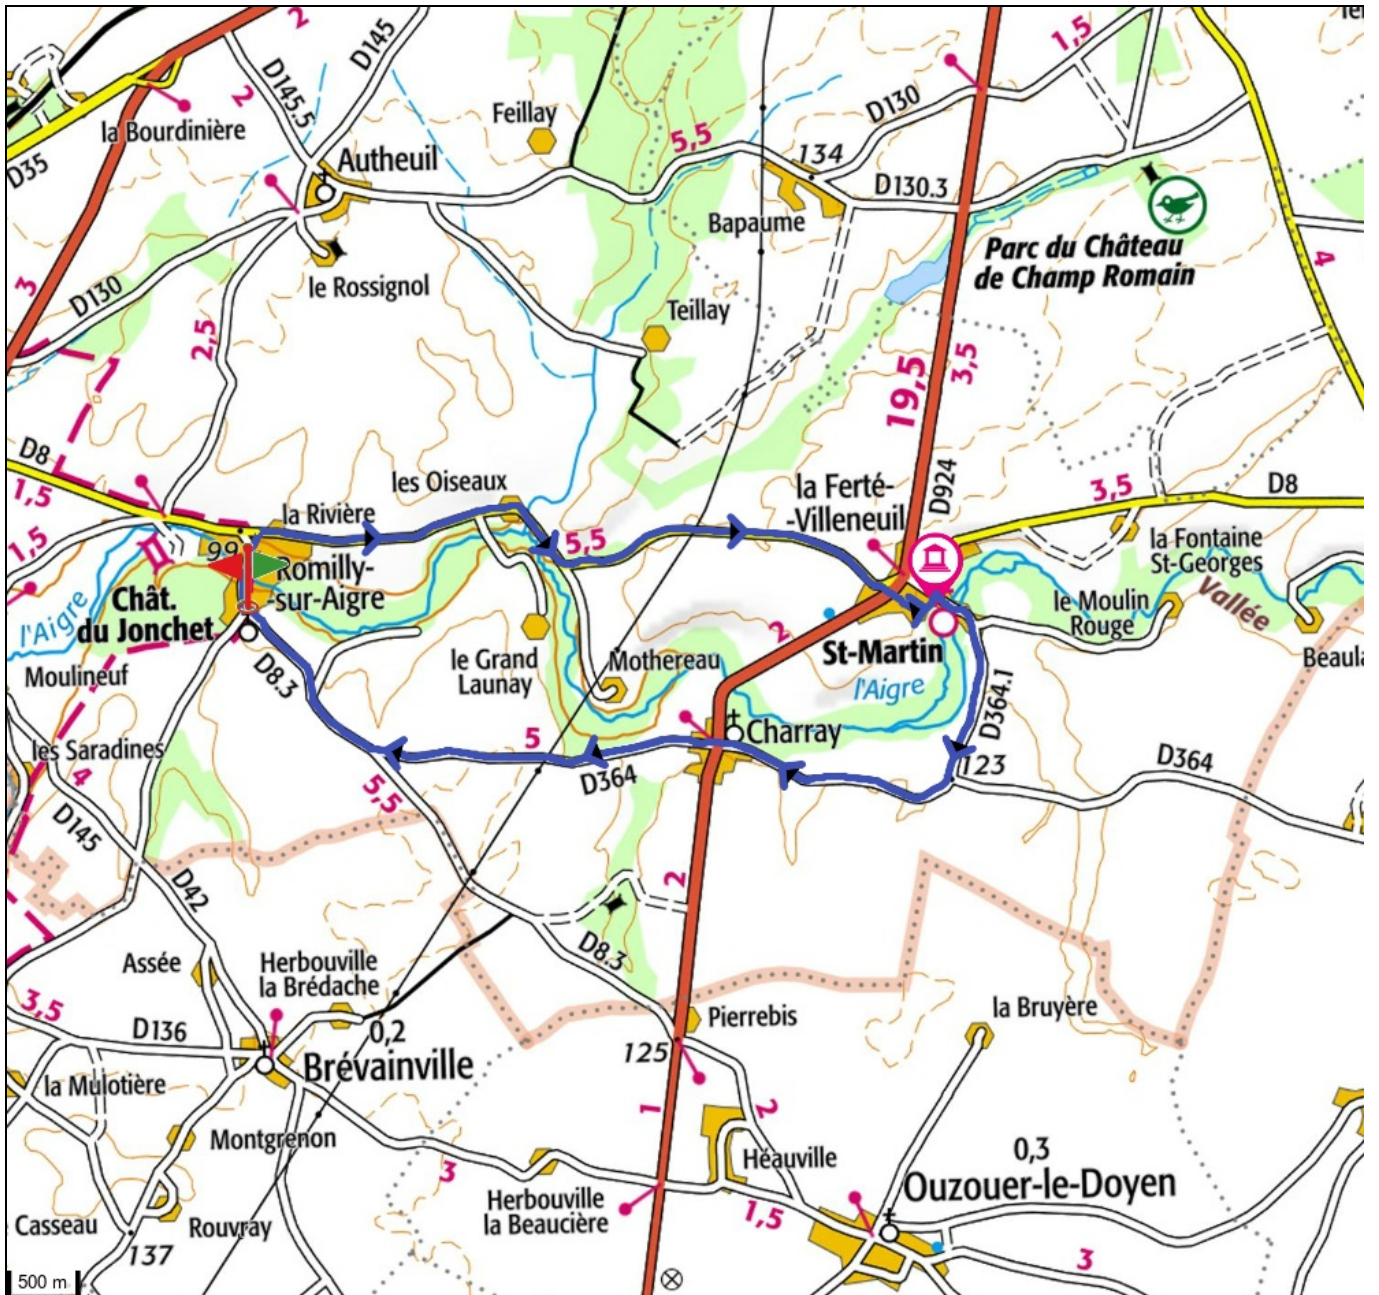 2
D145
D145.5
2
la Bourdinière
D35
Feillay
Autheuil
5,5
134
D130
1,5
D130.3
Bapaume
Parc du Château
de Champ Romain
4
3
D130
le Rossignol
2,5
Teillay
19,5
3,5
D8
1,5
les Oiseaux
la Rivière
la Ferté-
-Villeneuil
D924
3,5
D8
1,5
99
5,5
la Fontaine
St-Georges
Romilly-
-sur-Aigre
Chât.
du Jonchet
l'Aigre
Moulineuf
D8.3
le Grand
Launay
Mothereau
2
St-Martin
l'Aigre
le Moulin
Rouge
Vallée
Beaula
D364.1
Charray
les Saradines
4
5
D364
123
D364
5,5
D145
D42
2
Assée
Herbouville
la Brédache
D8.3
3,5
D136
0,2
Brévainville
Pierrebis
125
la Bruyère
la Mulotière
1
2
Montgrenon
3
Héauville
0,3
Ouzouer-le-Doyen
Herbouville
la Beaucière
1,5
Casseau
Rouvray
137
3
500 m